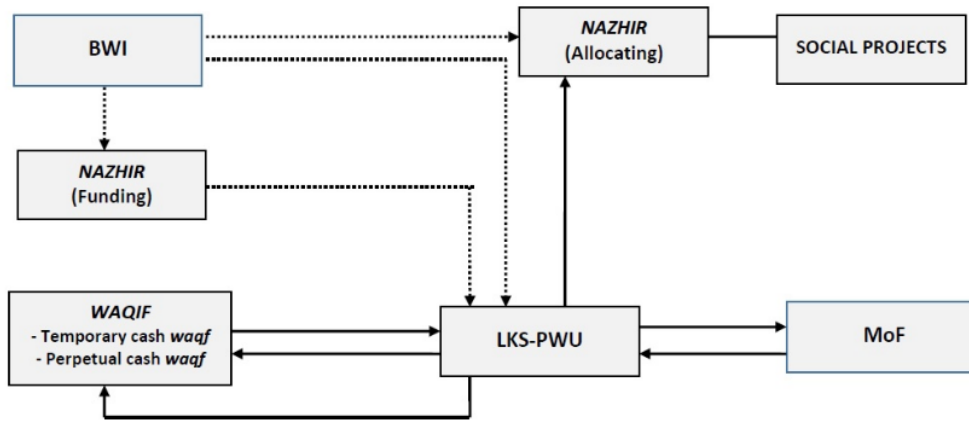 BWI
NAZHIR
(Allocating)
SOCIAL PROJECTS
NAZHIR
(Funding)
WAQIF
- Temporary cash waqf
- Perpetual cash waqf
LKS-PWU
MoF